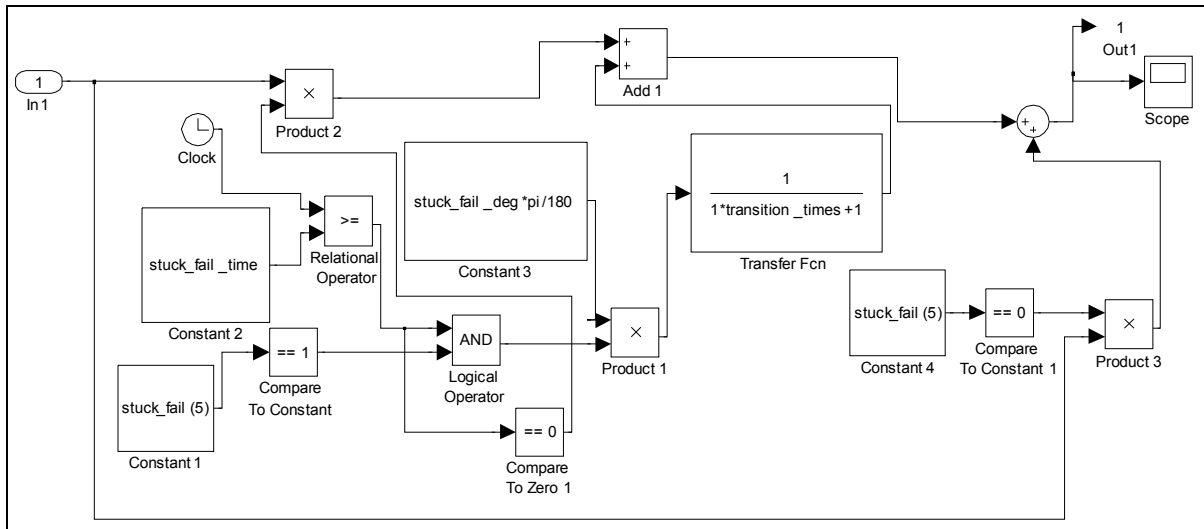 1
In 1
×
Product 2
Clock
stuck_fail _time
Constant 2
>=
Relational
Operator
stuck_fail (5)
Constant 1
== 1
Compare
To Constant
AND
Logical
Operator
== 0
Compare
To Zero 1
stuck_fail _deg *pi /180
Constant 3
×
Product 1
+
+
Add 1
1
1*transition _times +1
Transfer Fcn
stuck_fail (5)
Constant 4
== 0
Compare
To Constant 1
×
Product 3
+
+
1
Out1
Scope